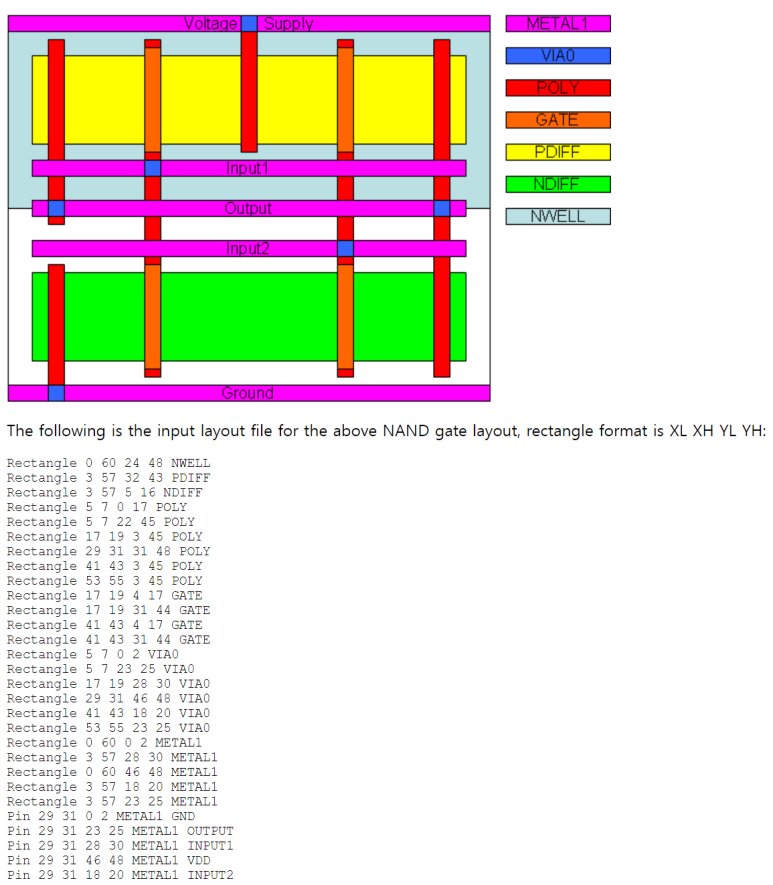 Voltage Supply METAL1
VIA0
POLY
GATE
PDIFF
Input1
NDIFF
Output
NWELL
Input2
Ground
The following is the input layout file for the above NAND gate layout, rectangle format is XL XH YL YH:
Rectangle 0 60 24 48 NWELL
Rectangle 3 57 32 43 PDIFF
Rectangle 3 57 5 16 NDIFF
Rectangle 5 7 0 17 POLY
Rectangle 5 7 22 45 POLY
Rectangle 17 19 3 45 POLY
Rectangle 29 31 31 48 POLY
Rectangle 41 43 3 45 POLY
Rectangle 53 55 3 45 POLY
Rectangle 17 19 4 17 GATE
Rectangle 17 19 31 44 GATE
Rectangle 41 43 4 17 GATE
Rectangle 41 43 31 44 GATE
Rectangle 5 7 0 2 VIA0
Rectangle 5 7 23 25 VIA0
Rectangle 17 19 28 30 VIA0
Rectangle 29 31 46 48 VIA0
Rectangle 41 43 18 20 VIA0
Rectangle 53 55 23 25 VIA0
Rectangle 0 60 0 2 METAL1
Rectangle 3 57 28 30 METAL1
Rectangle 0 60 46 48 METAL1
Rectangle 3 57 18 20 METAL1
Rectangle 3 57 23 25 METAL1
Pin 29 31 0 2 METAL1 GND
Pin 29 31 23 25 METAL1 OUTPUT
Pin 29 31 28 30 METAL1 INPUT1
Pin 29 31 46 48 METAL1 VDD
Pin 29 31 18 20 METAL1 INPUT2